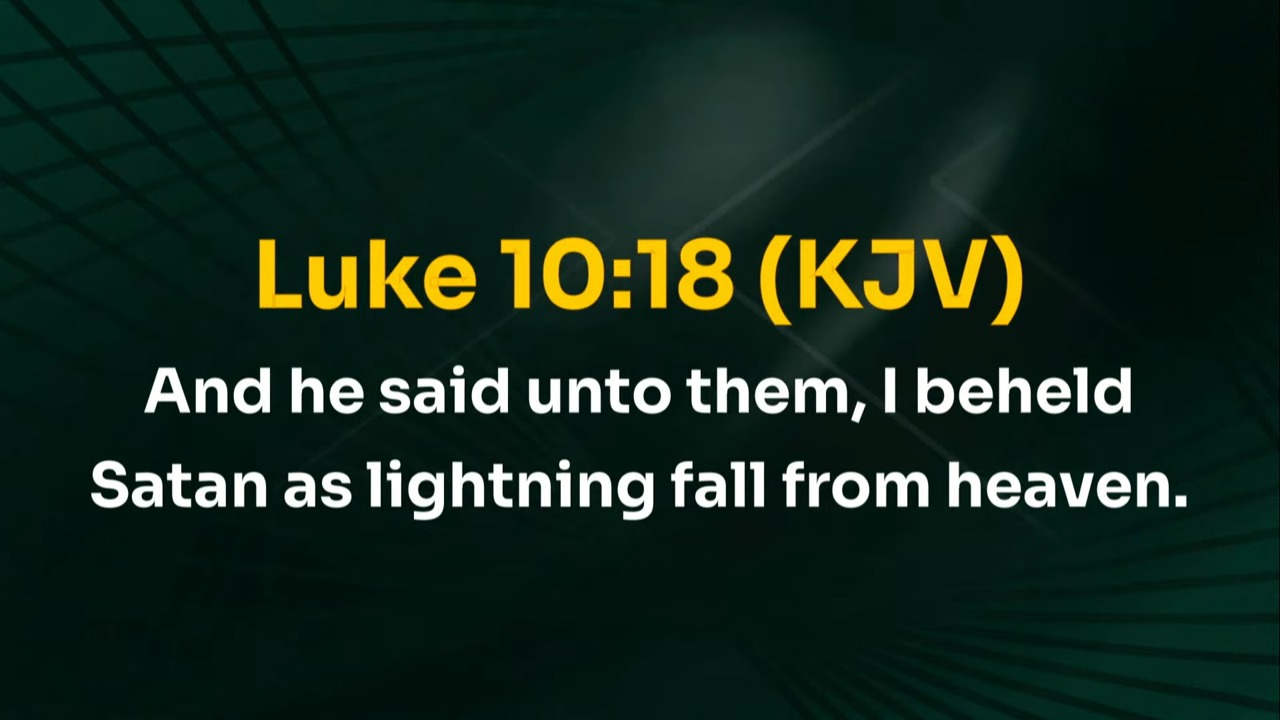 Luke 10:18 (KJV)
And he said unto them, I beheld
Satan as lightning fall from heaven.